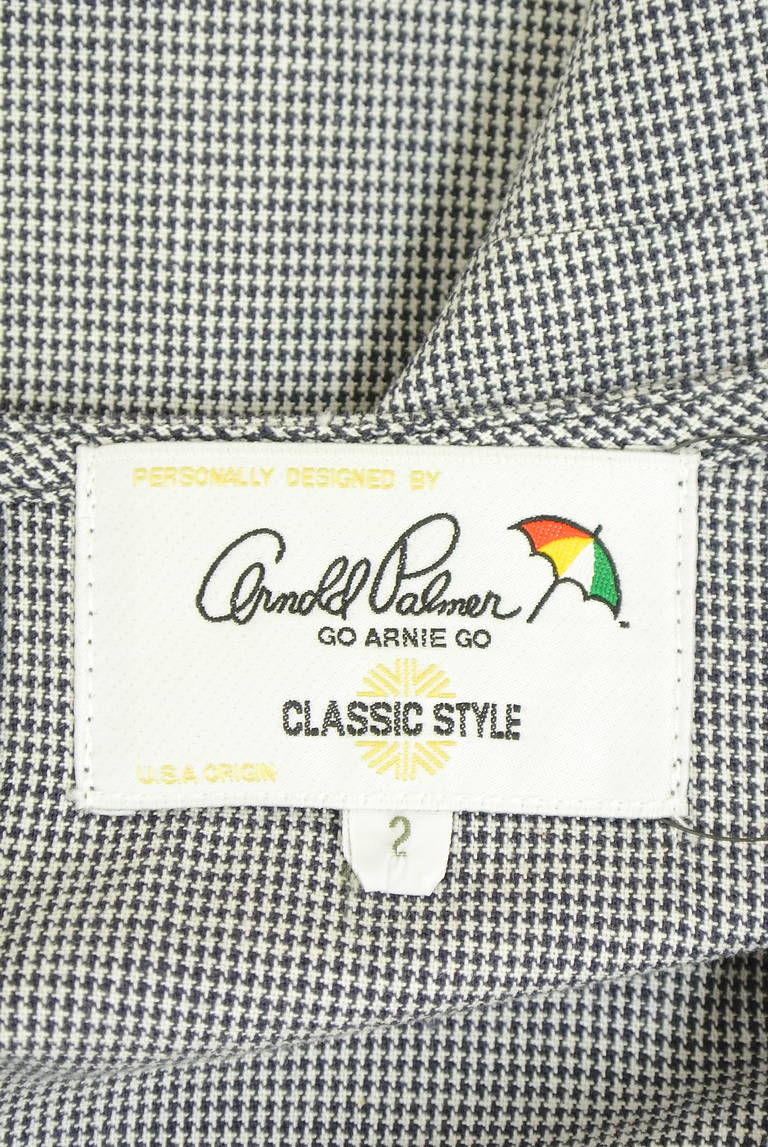 PERSONALLY DESIGNED BY
Arnold Palmer
GO ARNIE GO
CLASSIC STYLE
U.S.A ORIGIN
2